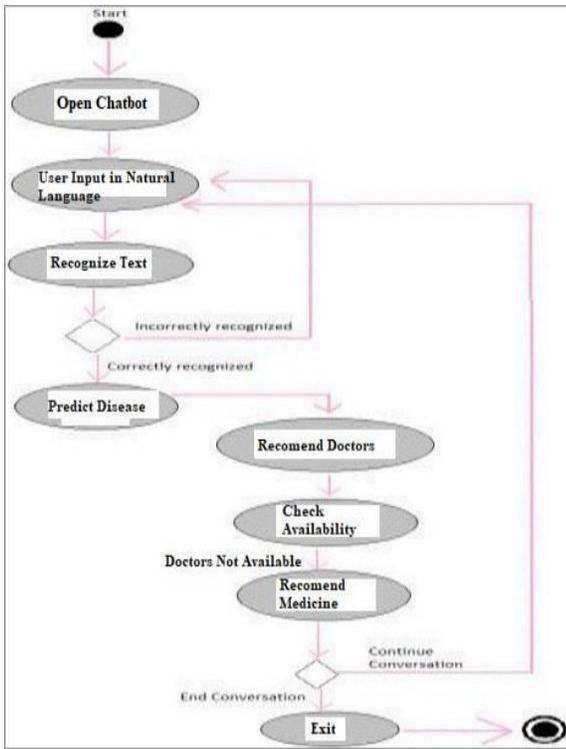 Start
Open Chatbot
User Input in Natural
Language
Recognize Text
Incorrectly recognized
Correctly recognized
Predict Disease
Recomend Doctors
Check
Availability
Doctors Not Available
Recomend
Medicine
Continue
Conversation
End Conversation
Exit